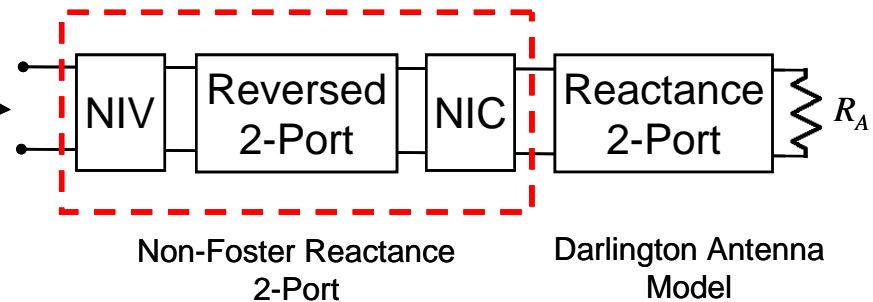 NIV
Reversed
2-Port
NIC
Reactance
2-Port
R_A
Non-Foster Reactance
2-Port
Darlington Antenna
Model